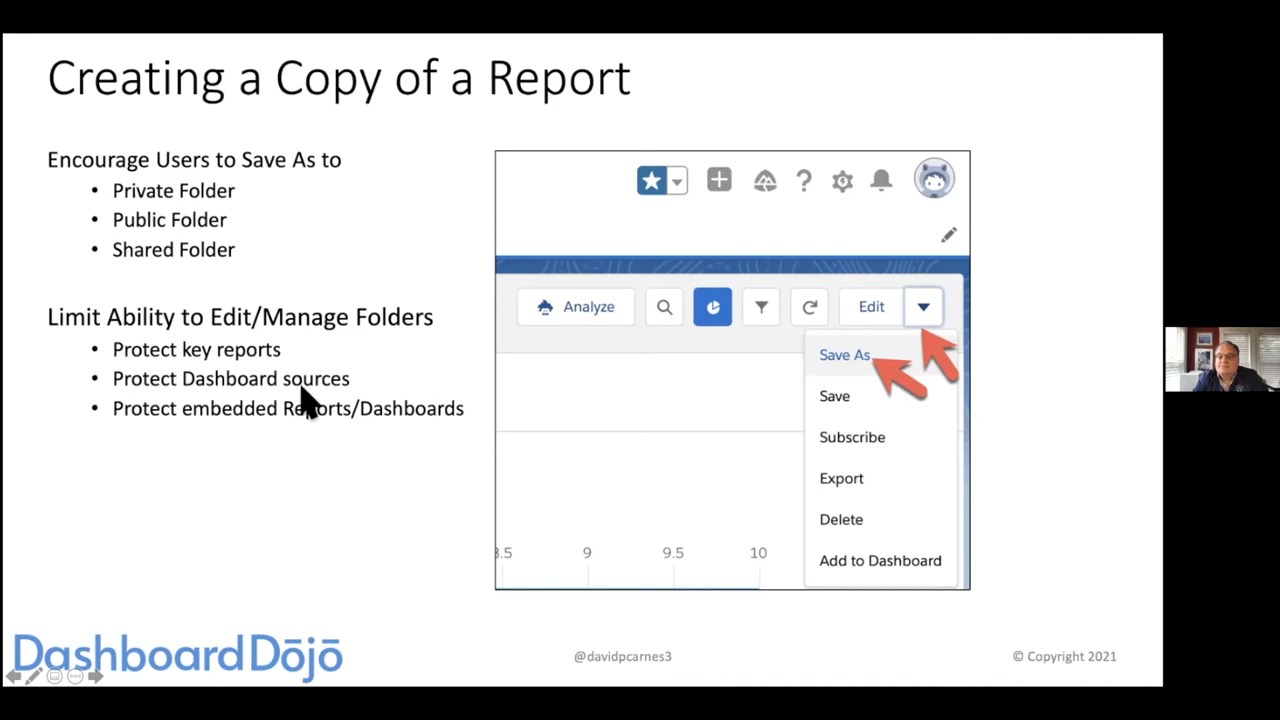 Creating a Copy of a Report
Encourage Users to Save As to
• Private Folder
• Public Folder
• Shared Folder
Limit Ability to Edit/Manage Folders
• Protect key reports
• Protect Dashboard sources
• Protect embedded Reports/Dashboards
Analyze
Edit
Save As
Save
Subscribe
Export
Delete
Add to Dashboard
8.5 9 9.5 10
DashboardDōjō
@davidpcarnes3
© Copyright 2021